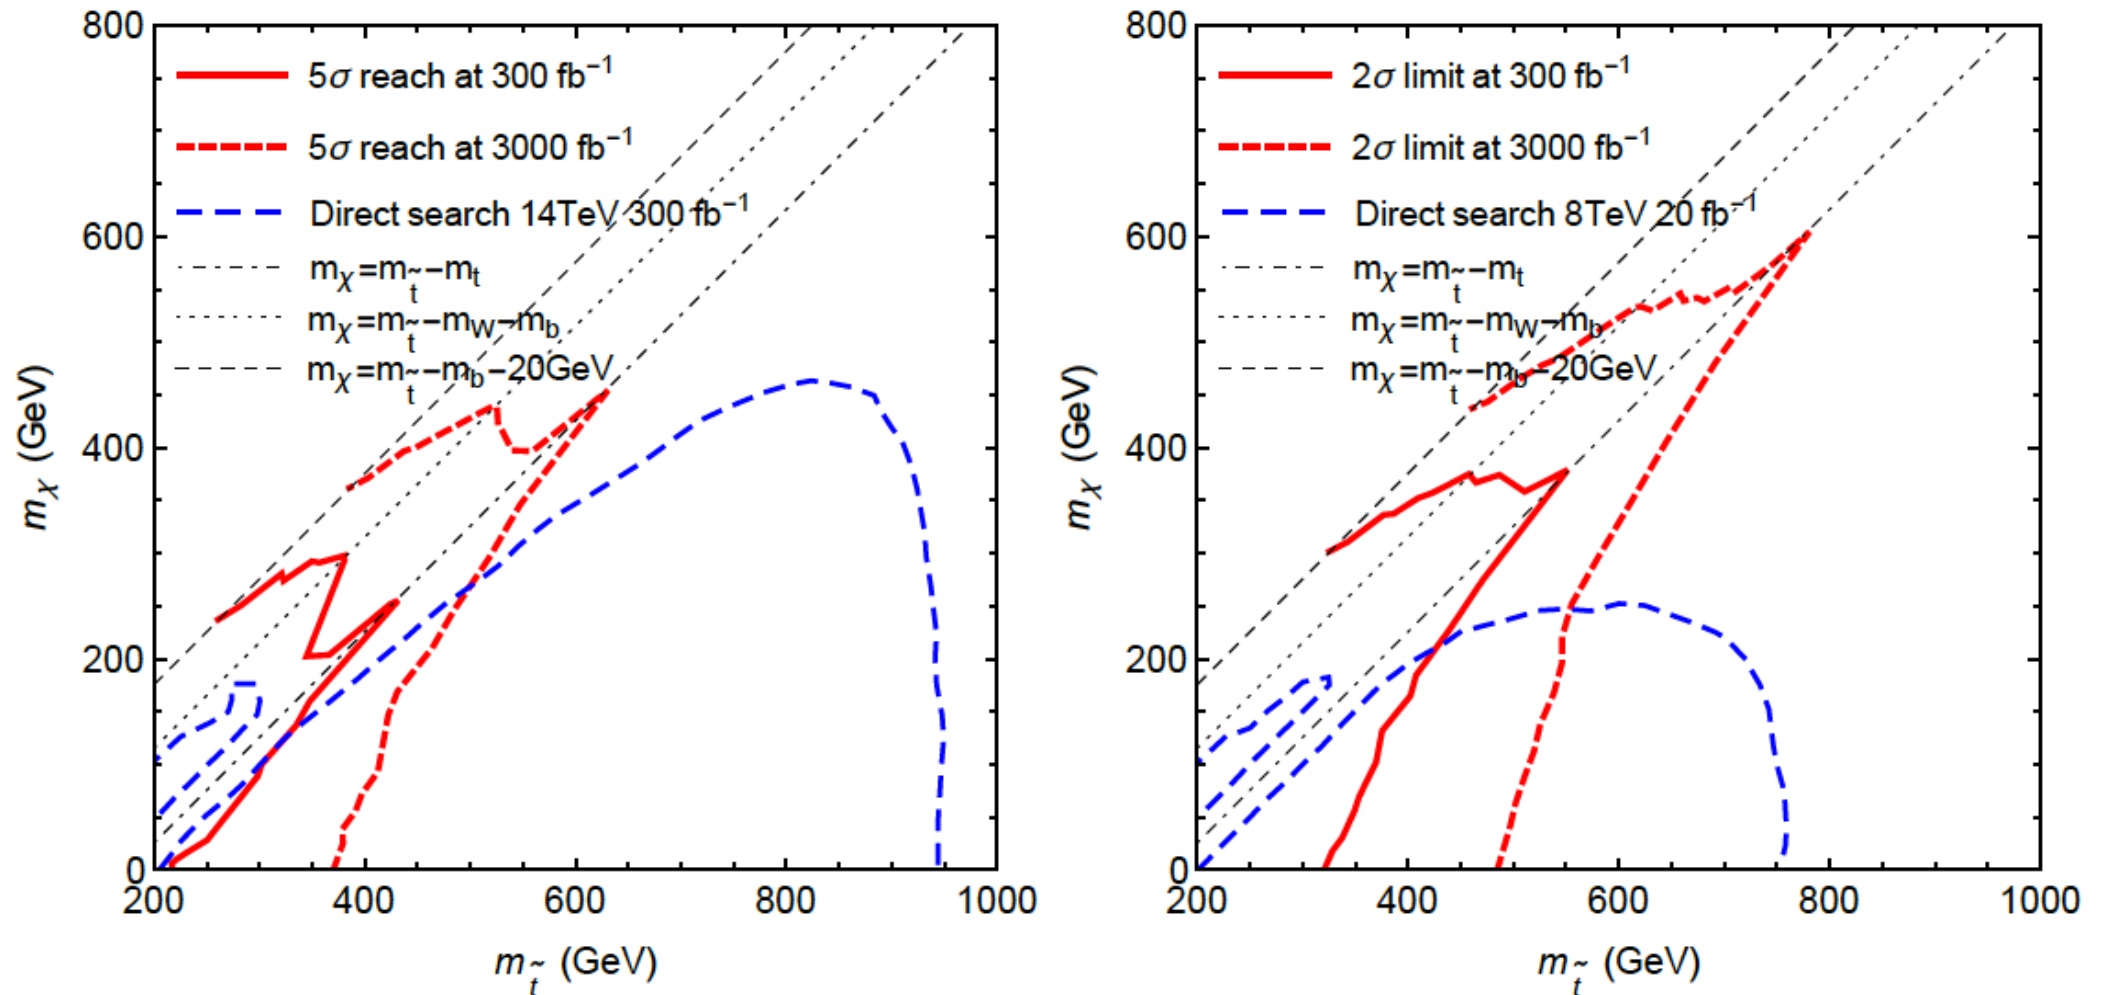 800
600
400
200
0
200
400
600
800
1000
m_χ (GeV)
m_t̃ (GeV)
5σ reach at 300 fb⁻¹
5σ reach at 3000 fb⁻¹
Direct search 14TeV 300 fb⁻¹
m_χ=m_t̃−m_t
m_χ=m_t̃−m_W−m_b
m_χ=m_t̃−m_b−20GeV
800
600
400
200
0
200
400
600
800
1000
m_χ (GeV)
m_t̃ (GeV)
2σ limit at 300 fb⁻¹
2σ limit at 3000 fb⁻¹
Direct search 8TeV 20 fb⁻¹
m_χ=m_t̃−m_t
m_χ=m_t̃−m_W−m_b
m_χ=m_t̃−m_b−20GeV